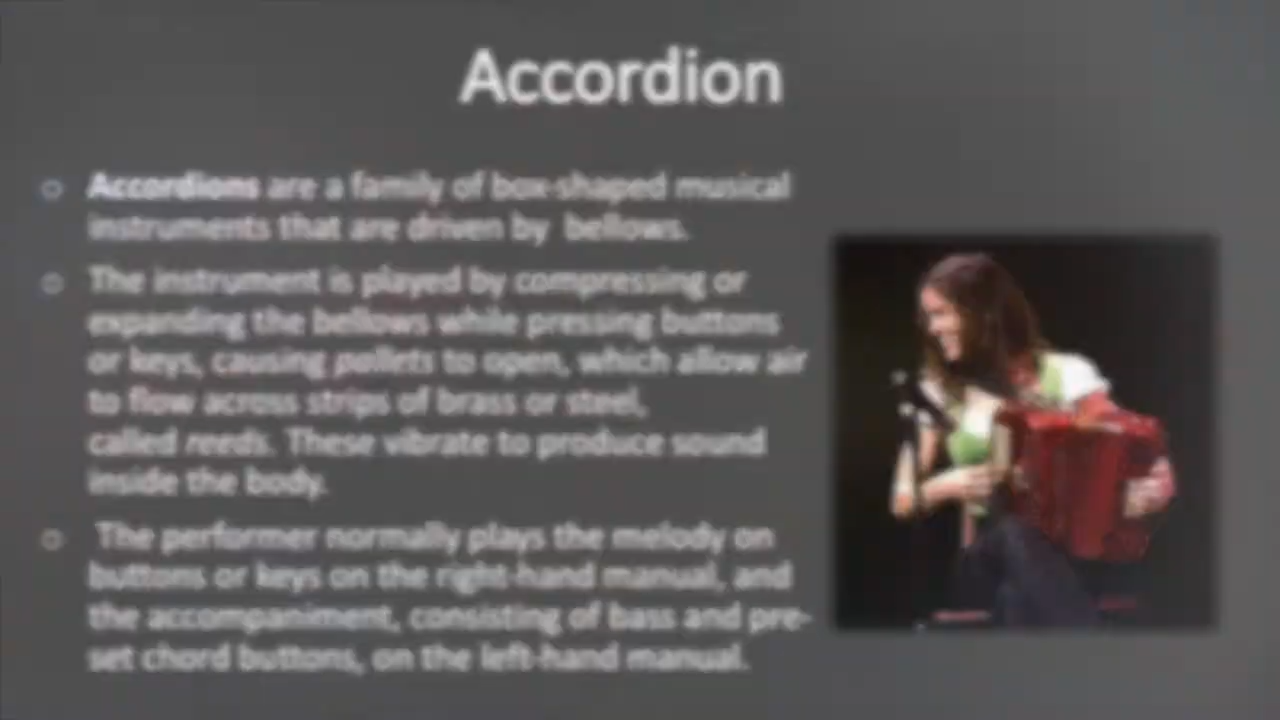 Accordion
Accordions are a family of box-shaped musical
instruments that are driven by bellows.
The instrument is played by compressing or
expanding the bellows while pressing buttons
or keys, causing pallets to open, which allow air
to flow across strips of brass or steel,
called reeds. These vibrate to produce sound
inside the body.
The performer normally plays the melody on
buttons or keys on the right-hand manual, and
the accompaniment, consisting of bass and pre-
set chord buttons, on the left-hand manual.